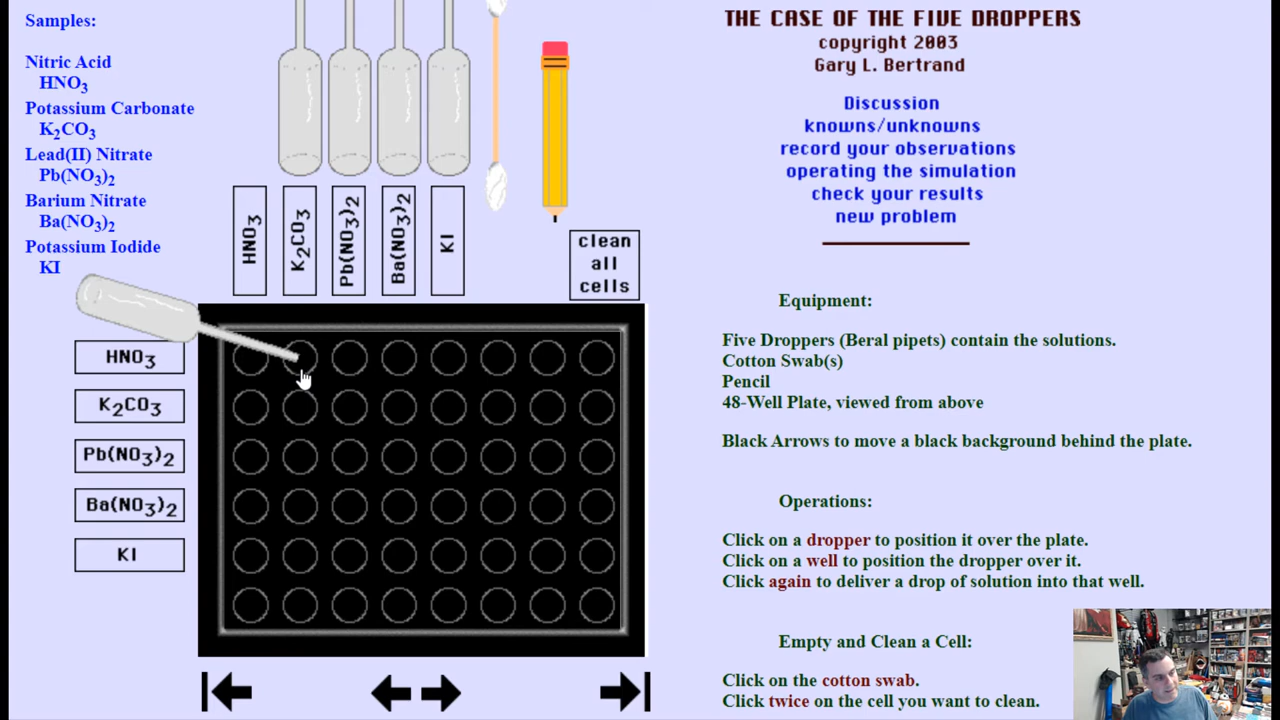 Samples:
Nitric Acid
HNO3
Potassium Carbonate
K2CO3
Lead(II) Nitrate
Pb(NO3)2
Barium Nitrate
Ba(NO3)2
Potassium Iodide
KI
HNO3
K2CO3
Pb(NO3)2
Ba(NO3)2
KI
clean
all
cells
HNO3
K2CO3
Pb(NO3)2
Ba(NO3)2
KI
THE CASE OF THE FIVE DROPPERS
copyright 2003
Gary L. Bertrand
Discussion
knowns/unknowns
record your observations
operating the simulation
check your results
new problem
Equipment:
Five Droppers (Beral pipets) contain the solutions.
Cotton Swab(s)
Pencil
48-Well Plate, viewed from above
Black Arrows to move a black background behind the plate.
Operations:
Click on a dropper to position it over the plate.
Click on a well to position the dropper over it.
Click again to deliver a drop of solution into that well.
Empty and Clean a Cell:
Click on the cotton swab.
Click twice on the cell you want to clean.